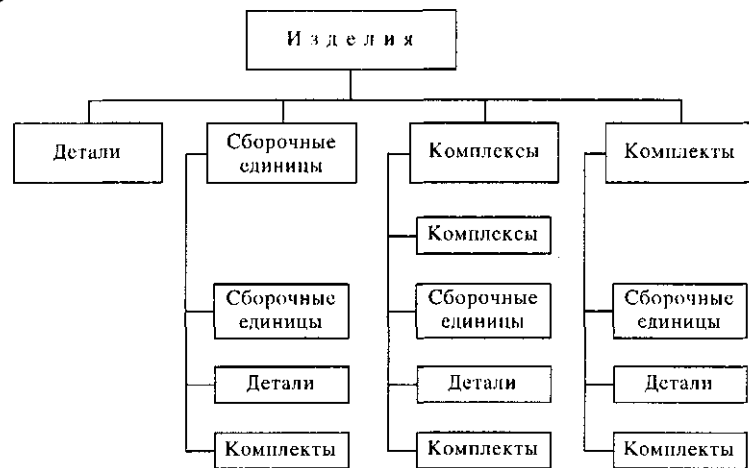 Изделия
Детали
Сборочные
единицы
Комплексы
Комплекты
Комплексы
Сборочные
единицы
Сборочные
единицы
Сборочные
единицы
Детали
Детали
Детали
Комплекты
Комплекты
Комплекты